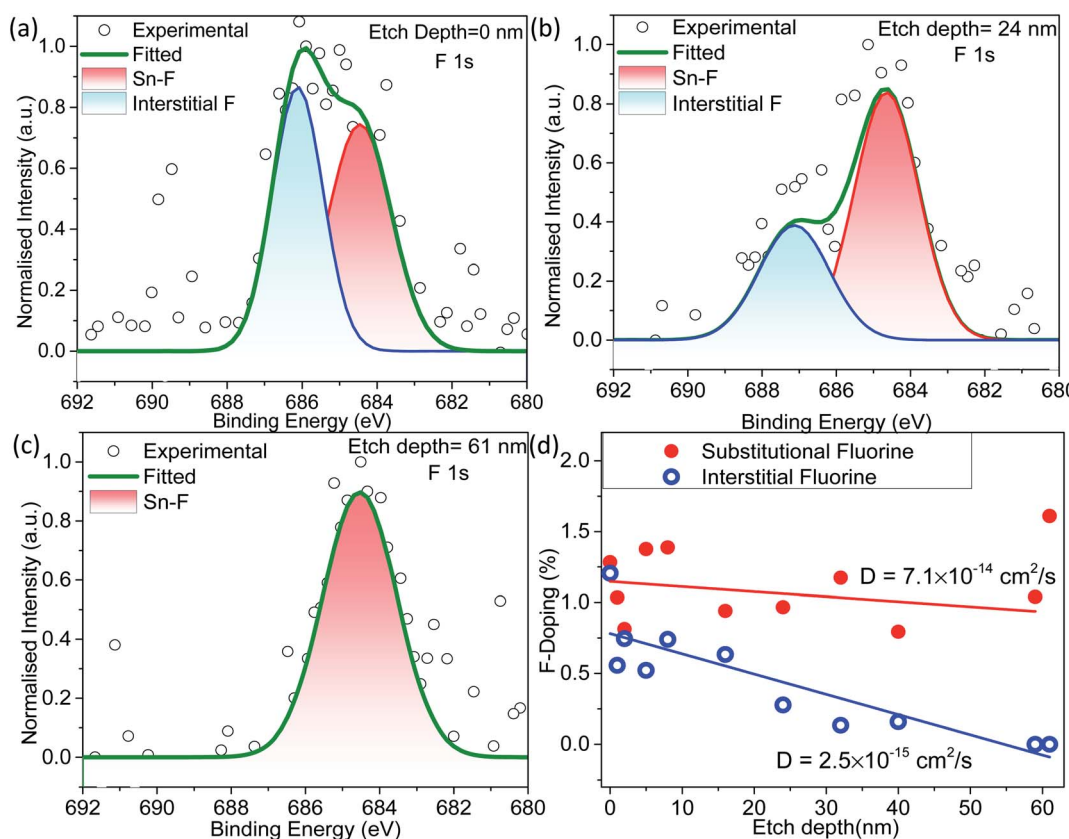 (a)
Experimental
Fitted
Sn-F
Interstitial F
Etch Depth=0 nm
F 1s
1.0
0.8
0.6
0.4
0.2
0.0
Normalised Intensity (a.u.)
692 690 688 686 684 682 680
Binding Energy (eV)
(b)
Experimental
Fitted
Sn-F
Interstitial F
Etch depth= 24 nm
F 1s
1.0
0.8
0.6
0.4
0.2
0.0
Normalised Intensity (a.u.)
692 690 688 686 684 682 680
Binding Energy (eV)
(c)
Experimental
Fitted
Sn-F
Etch depth= 61 nm
F 1s
1.0
0.8
0.6
0.4
0.2
0.0
Normalised Intensity (a.u.)
692 690 688 686 684 682 680
Binding Energy (eV)
(d)
Substitutional Fluorine
Interstitial Fluorine
2.0
1.5
1.0
0.5
0.0
F-Doping (%)
D = 7.1×10⁻¹⁴ cm²/s
D = 2.5×10⁻¹⁵ cm²/s
0 10 20 30 40 50 60
Etch depth(nm)